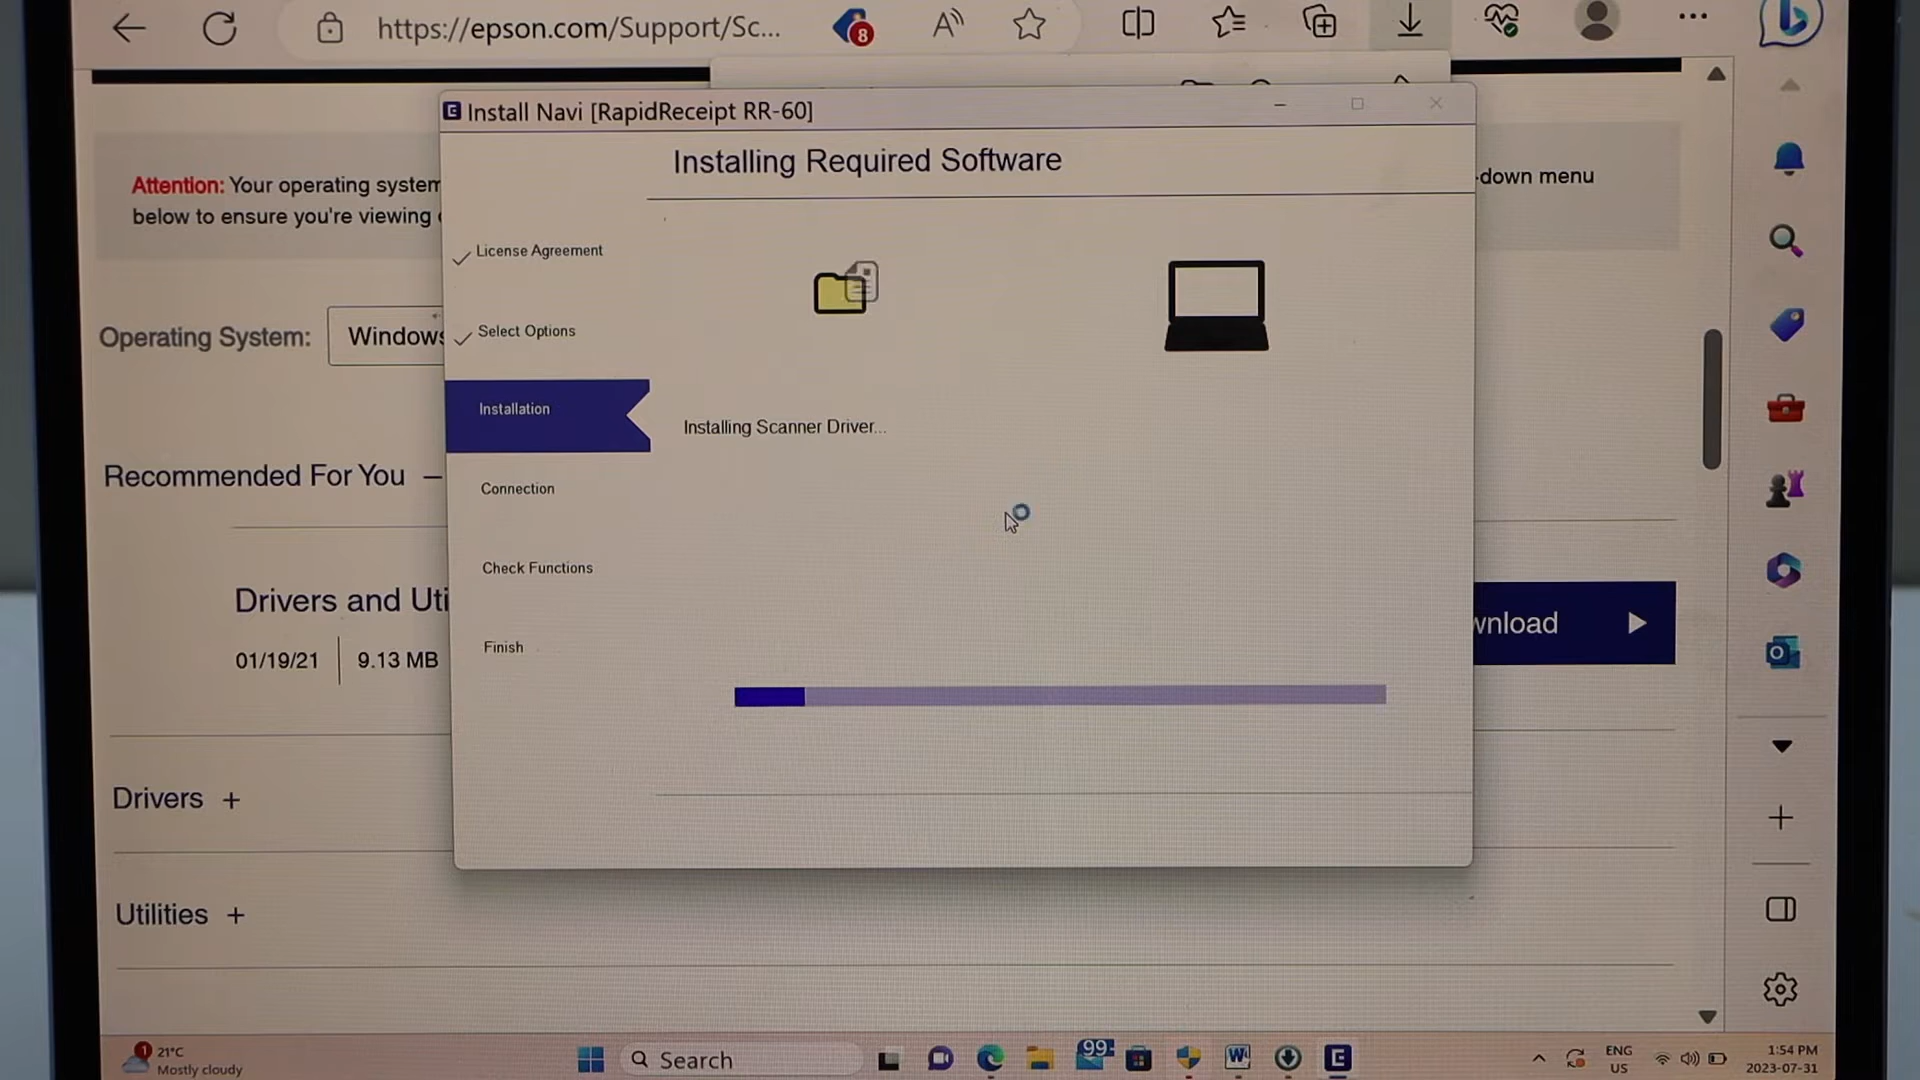 https://epson.com/Support/Sc...
8
Install Navi [RapidReceipt RR-60]
Installing Required Software
Attention: Your operating system
below to ensure you're viewing
-down menu
License Agreement
Select Options
Operating System:
Windows
Installation
Installing Scanner Driver...
Recommended For You —
Connection
Check Functions
Drivers and Uti
wnload
Finish
01/19/21
9.13 MB
Drivers +
Utilities +
1
21°C
Mostly cloudy
Search
99+
ENG
US
1:54 PM
2023-07-31